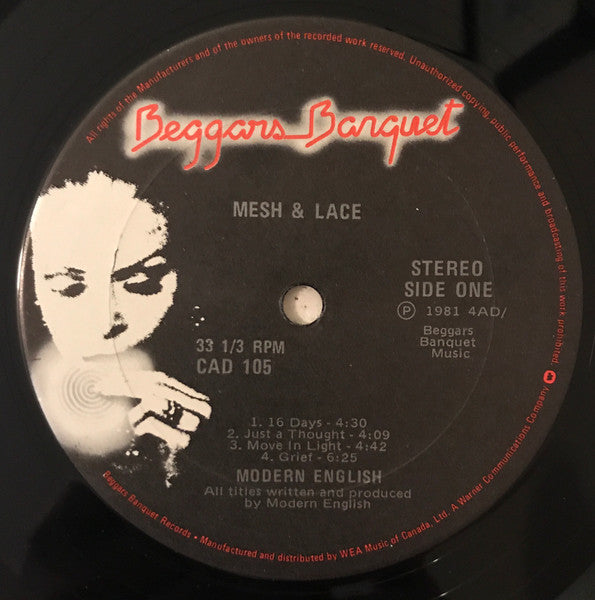 All rights of the Manufacturers and of the owners of the recorded work reserved. Unauthorized copying, public performance and broadcasting of this work prohibited.
Beggars Banquet
MESH & LACE
STEREO
SIDE ONE
Ⓟ 1981 4AD/
Beggars
Banquet
Music
33 1/3 RPM
CAD 105
1. 16 Days - 4:30
2. Just a Thought - 4:09
3. Move In Light - 4:42
4. Grief - 6:25
MODERN ENGLISH
All titles written and produced
by Modern English
Beggars Banquet Records • Manufactured and distributed by WEA Music of Canada, Ltd. A Warner Communications Company